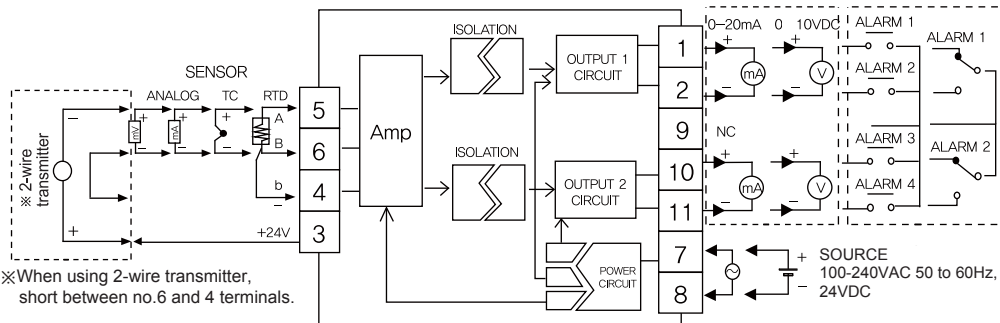 SENSOR
ANALOG
TC
RTD
+
mV
−
+
mA
−
+
−
A
B
b
−
※ 2-wire
transmitter
−
+
+24V
5
6
4
3
Amp
ISOLATION
ISOLATION
OUTPUT 1
CIRCUIT
OUTPUT 2
CIRCUIT
POWER
CIRCUIT
1
2
9
10
11
7
8
0-20mA
0 10VDC
+
mA
−
+
V
−
NC
+
mA
−
+
V
−
ALARM 1
ALARM 2
ALARM 3
ALARM 4
ALARM 1
ALARM 2
+
−
SOURCE
100-240VAC 50 to 60Hz,
24VDC
※When using 2-wire transmitter,
short between no.6 and 4 terminals.